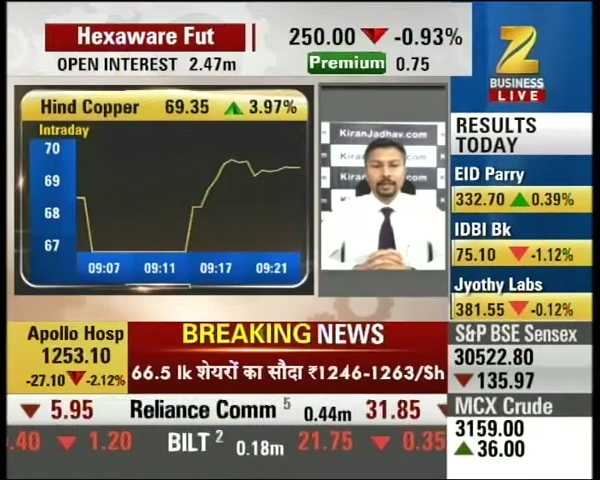 Hexaware Fut
250.00 -0.93%
OPEN INTEREST 2.47m
Premium 0.75
Z
BUSINESS
LIVE
Hind Copper 69.35 3.97%
Intraday
70
69
68
67
09:07 09:11 09:17 09:21
KiranJadhav.com
RESULTS
TODAY
EID Parry
332.70 0.39%
IDBI Bk
75.10 -1.12%
Jyothy Labs
381.55 -0.12%
Apollo Hosp
1253.10
-27.10 -2.12%
BREAKING NEWS
66.5 lk शेयरों का सौदा ₹1246-1263/Sh
S&P BSE Sensex
30522.80
135.97
MCX Crude
3159.00
36.00
5.95 Reliance Comm 5 0.44m 31.85
.40 1.20 BILT 2 0.18m 21.75 0.35